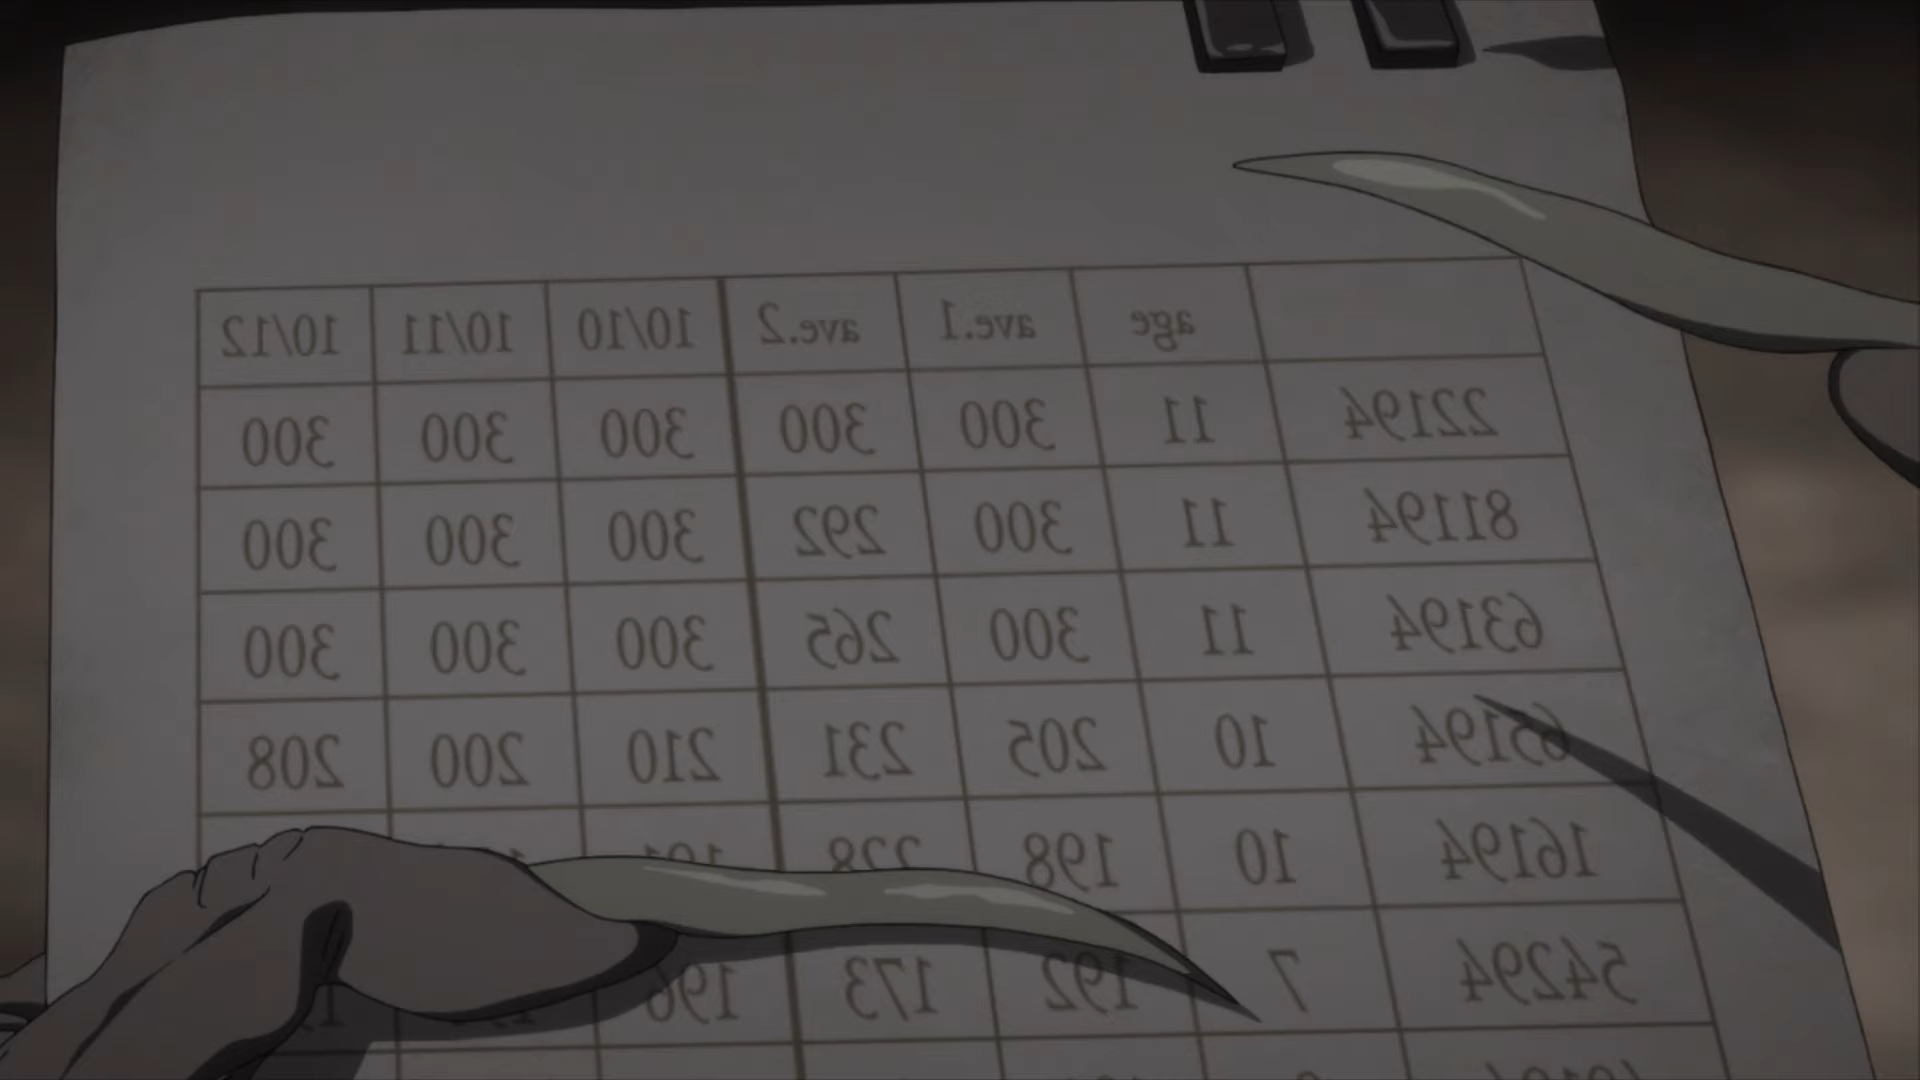 age ave.1 ave.2 10/10 10/11 10/12
22194 11 300 300 300 300 300
81194 11 300 292 300 300 300
63194 11 300 265 300 300 300
65194 10 205 231 210 200 208
16194 10 198 228
54294 7 192 173 196